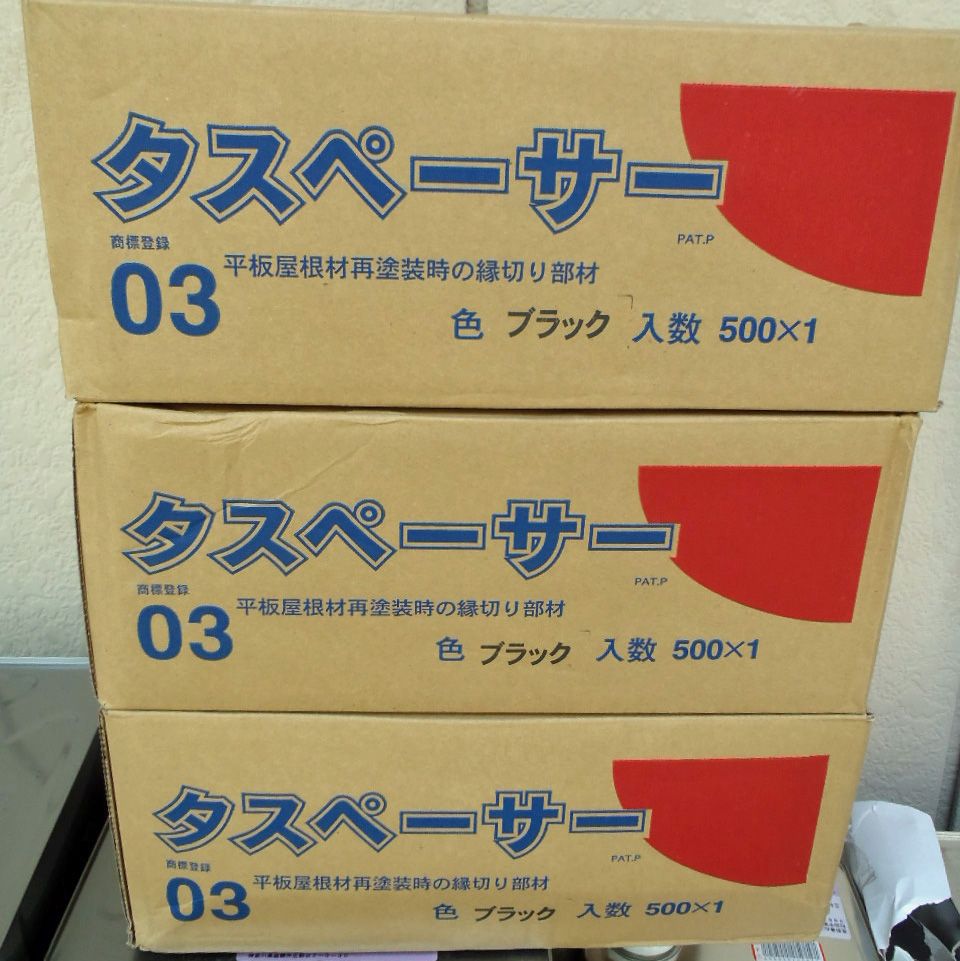 タスペーサー
PAT.P
商標登録
03 平板屋根材再塗装時の縁切り部材
色 ブラック 入数 500×1
タスペーサー
PAT.P
商標登録
03 平板屋根材再塗装時の縁切り部材
色 ブラック 入数 500×1
タスペーサー
PAT.P
商標登録
03 平板屋根材再塗装時の縁切り部材
色 ブラック 入数 500×1